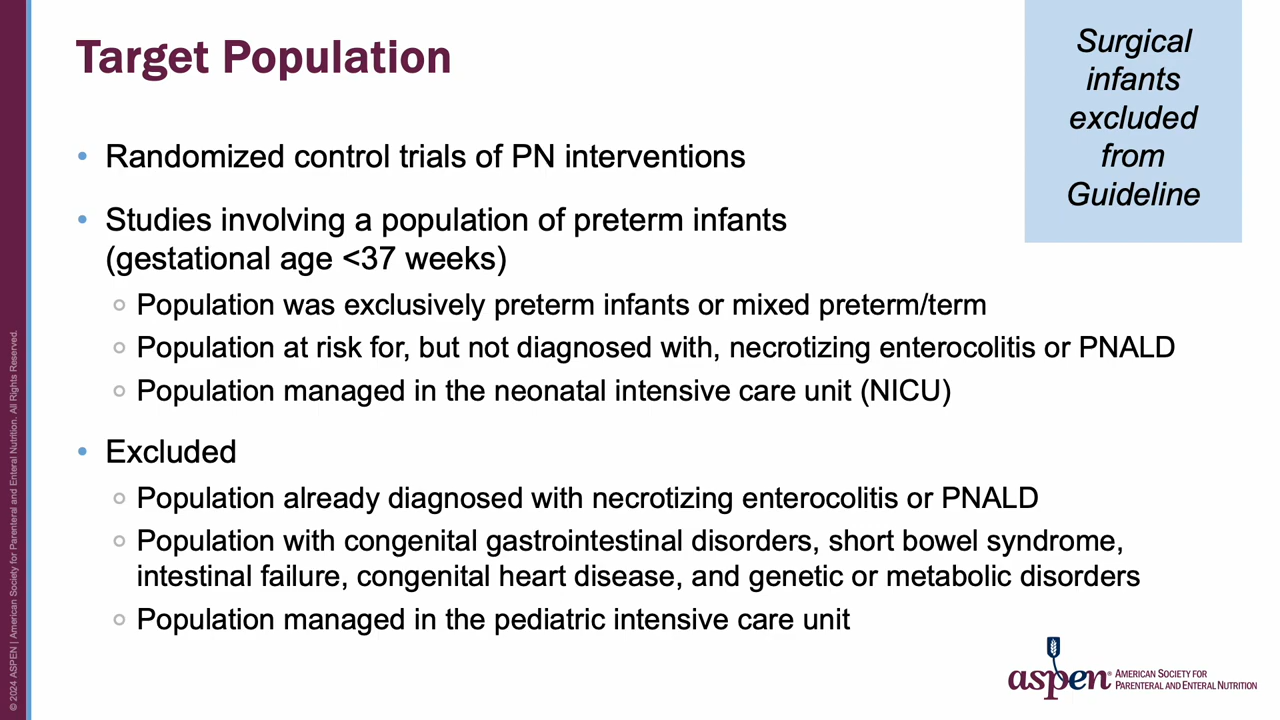 Target Population
Surgical
infants
excluded
from
Guideline
• Randomized control trials of PN interventions
• Studies involving a population of preterm infants
(gestational age <37 weeks)
○ Population was exclusively preterm infants or mixed preterm/term
○ Population at risk for, but not diagnosed with, necrotizing enterocolitis or PNALD
○ Population managed in the neonatal intensive care unit (NICU)
• Excluded
○ Population already diagnosed with necrotizing enterocolitis or PNALD
○ Population with congenital gastrointestinal disorders, short bowel syndrome,
intestinal failure, congenital heart disease, and genetic or metabolic disorders
○ Population managed in the pediatric intensive care unit
© 2024 ASPEN | American Society for Parenteral and Enteral Nutrition. All Rights Reserved.
aspen®
AMERICAN SOCIETY FOR
PARENTERAL AND ENTERAL NUTRITION